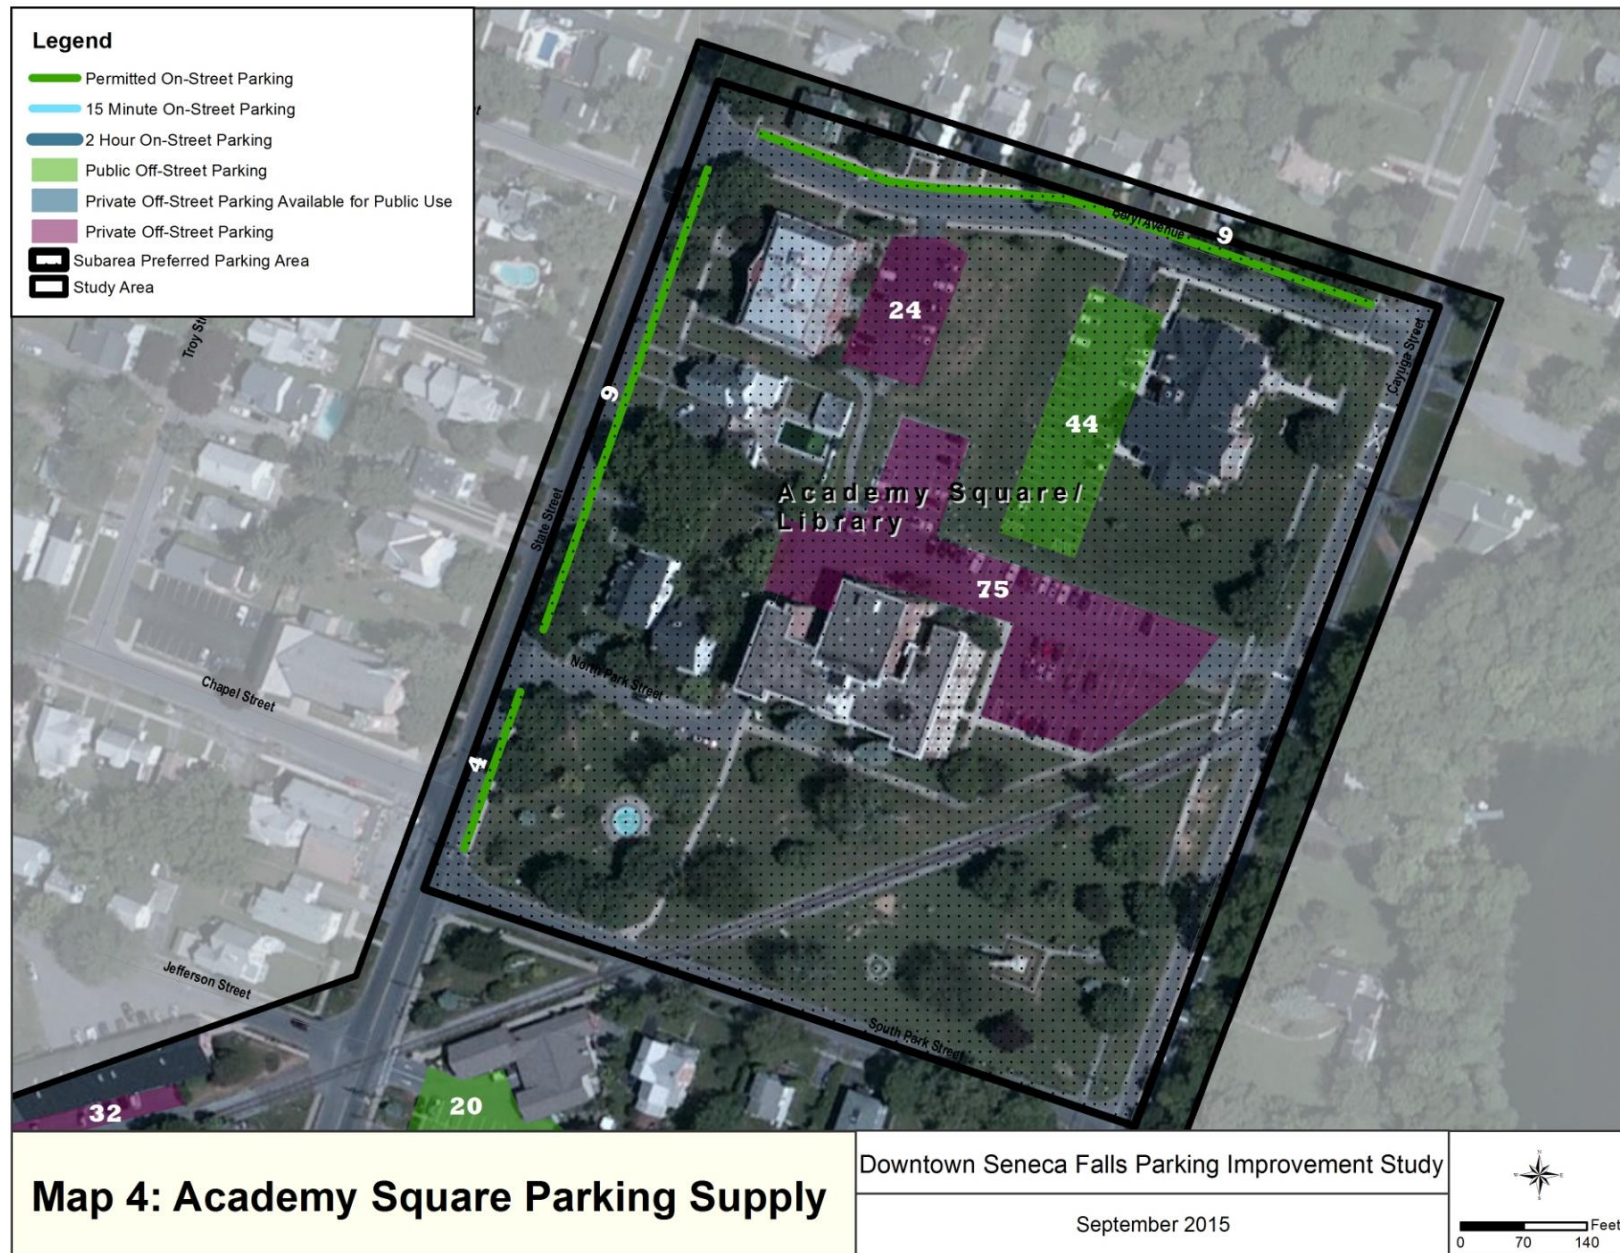 Legend
Permitted On-Street Parking
15 Minute On-Street Parking
2 Hour On-Street Parking
Public Off-Street Parking
Private Off-Street Parking Available for Public Use
Private Off-Street Parking
Subarea Preferred Parking Area
Study Area
Beryl Avenue
9
24
Cayuga Street
44
9
Academy Square/
Library
State Street
75
North Park Street
Chapel Street
4
Jefferson Street
South Park Street
32
20
Map 4: Academy Square Parking Supply
Downtown Seneca Falls Parking Improvement Study
September 2015
N
Feet
0 70 140